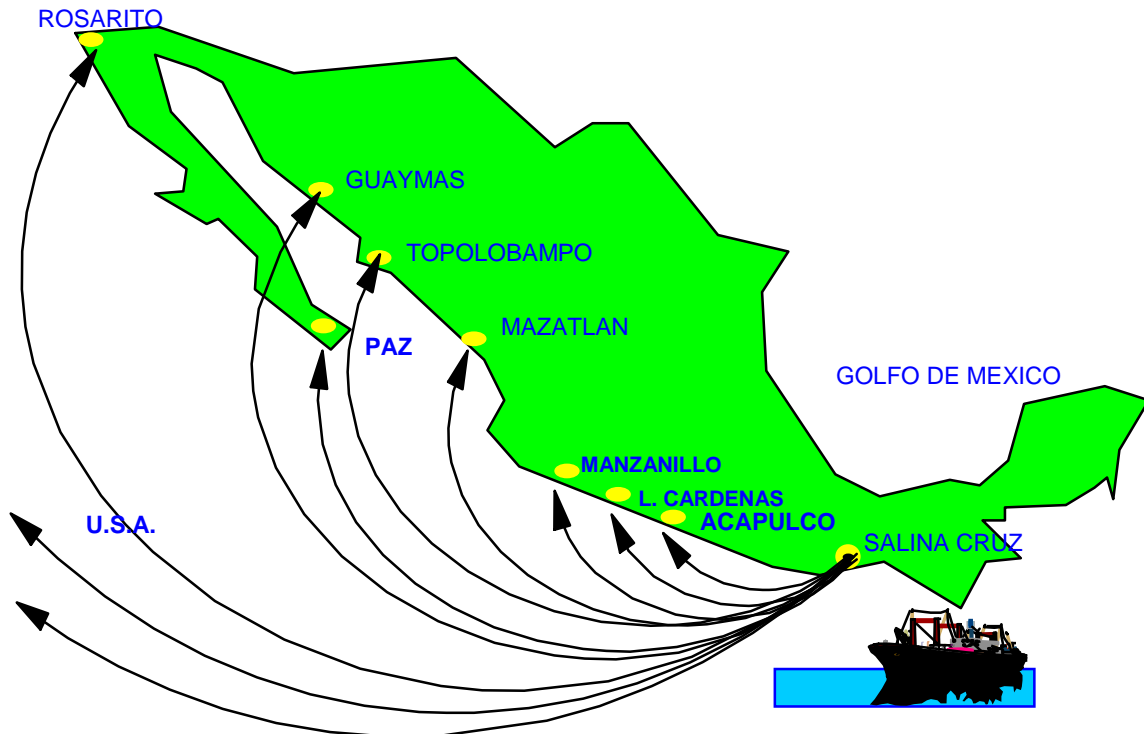 ROSARITO
GUAYMAS
TOPOLOBAMPO
MAZATLAN
PAZ
GOLFO DE MEXICO
MANZANILLO
L. CARDENAS
ACAPULCO
U.S.A.
SALINA CRUZ